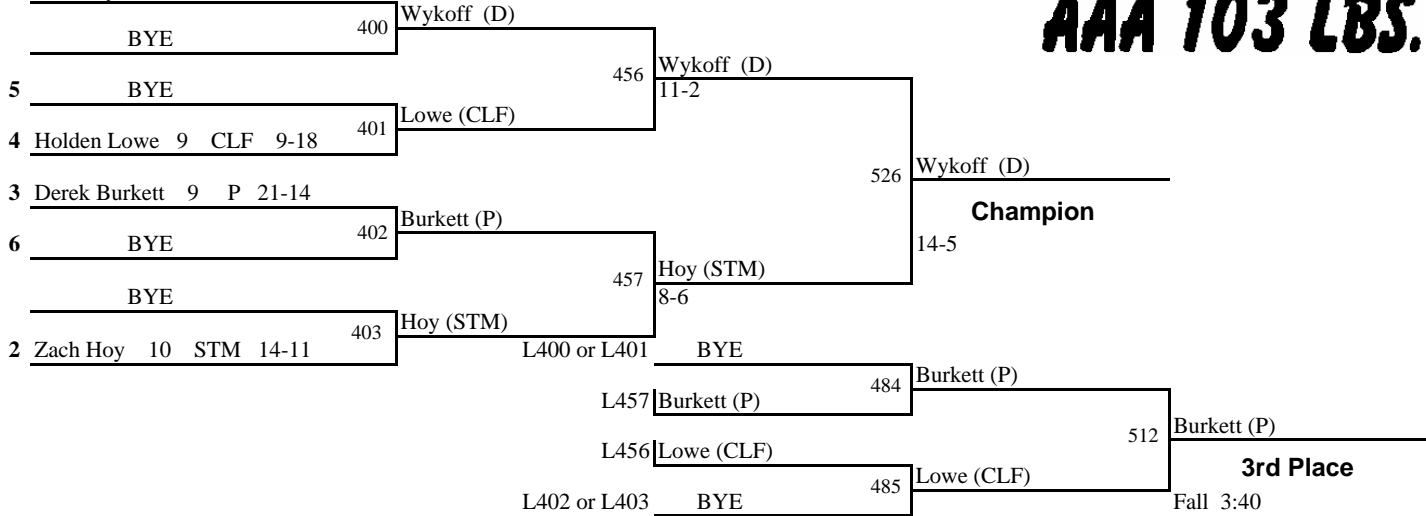 AAA 103 LBS.
BYE
400
Wykoff (D)
5 BYE
4 Holden Lowe 9 CLF 9-18
401
Lowe (CLF)
456
Wykoff (D)
11-2
3 Derek Burkett 9 P 21-14
6 BYE
402
Burkett (P)
BYE
2 Zach Hoy 10 STM 14-11
403
Hoy (STM)
457
Hoy (STM)
8-6
526
Wykoff (D)
Champion
14-5
L400 or L401 BYE
L457 Burkett (P)
484
Burkett (P)
L456 Lowe (CLF)
L402 or L403 BYE
485
Lowe (CLF)
512
Burkett (P)
3rd Place
Fall 3:40